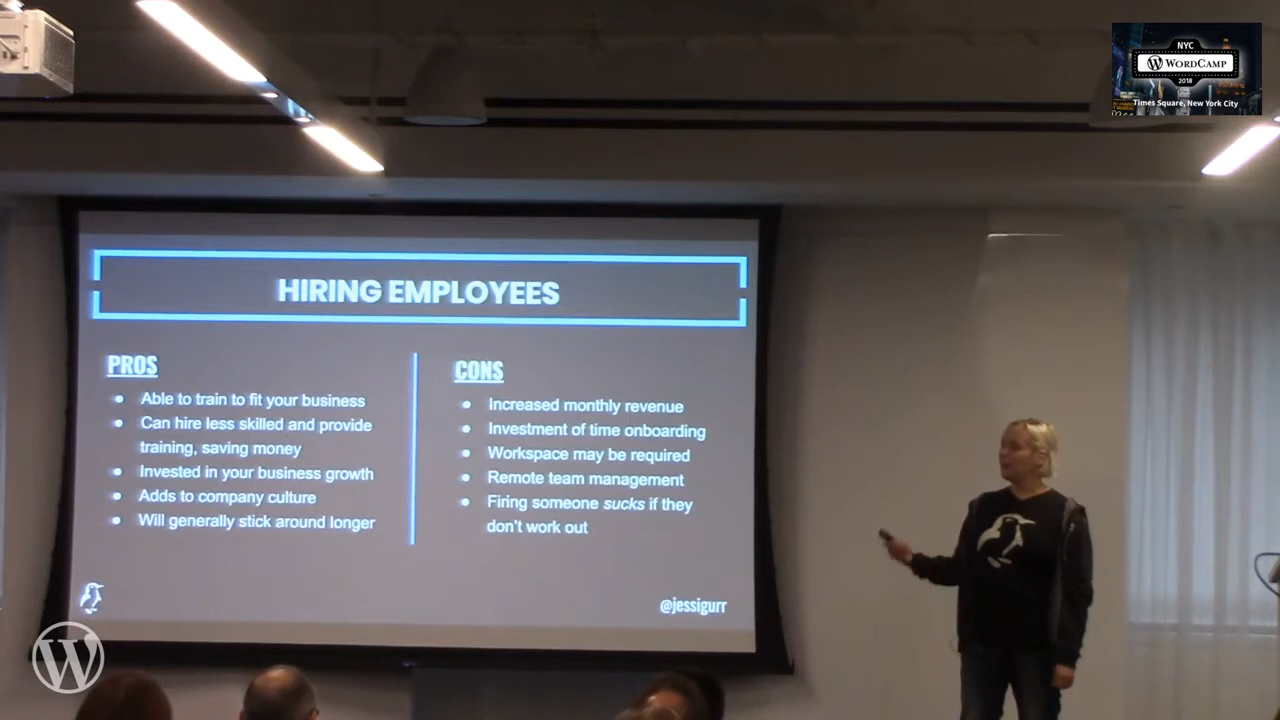 NYC
WORDCAMP
2018
Times Square, New York City
HIRING EMPLOYEES
PROS
Able to train to fit your business
Can hire less skilled and provide
training, saving money
Invested in your business growth
Adds to company culture
Will generally stick around longer
CONS
Increased monthly revenue
Investment of time onboarding
Workspace may be required
Remote team management
Firing someone sucks if they
don't work out
@jessigurr